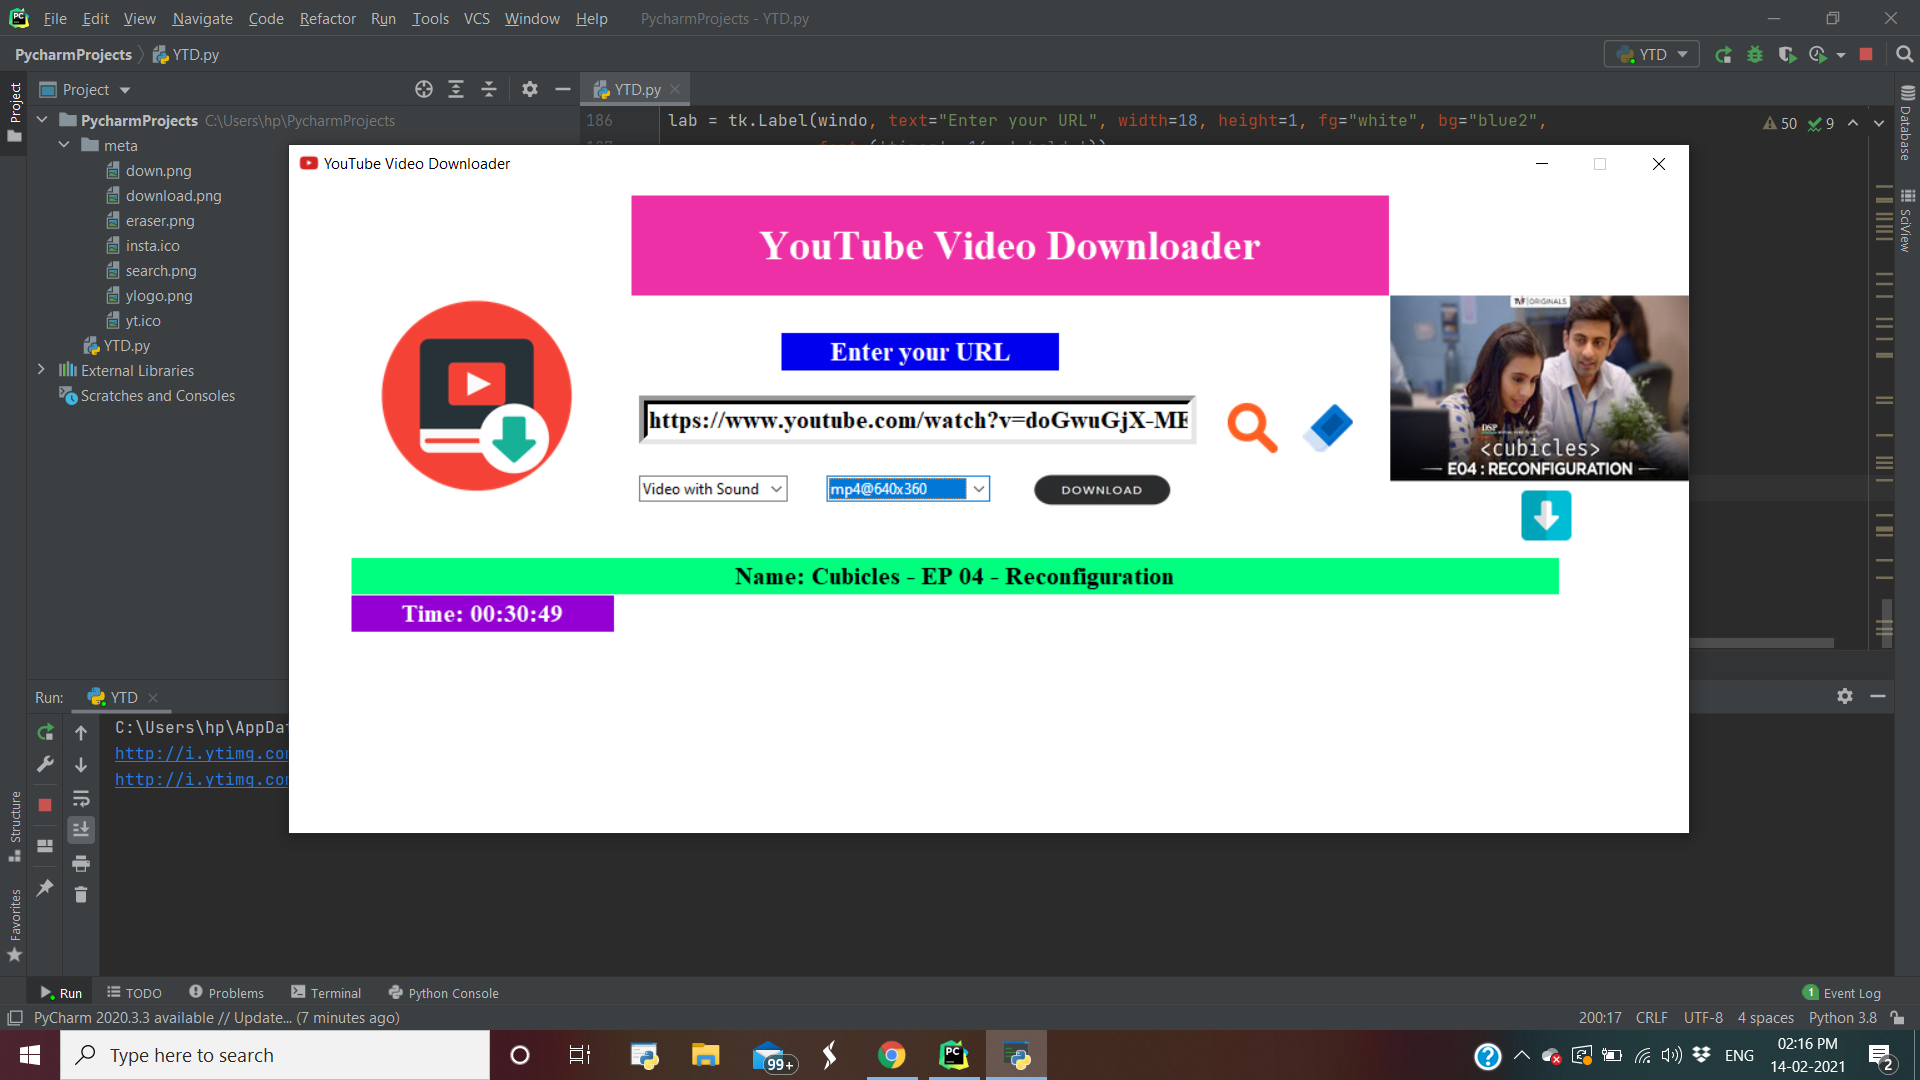 File Edit View Navigate Code Refactor Run Tools VCS Window Help PycharmProjects - YTD.py
PycharmProjects YTD.py
YTD
Project
Project
YTD.py
PycharmProjects C:\Users\hp\PycharmProjects
meta
down.png
download.png
eraser.png
insta.ico
search.png
ylogo.png
yt.ico
YTD.py
External Libraries
Scratches and Consoles
186 lab = tk.Label(windo, text="Enter your URL", width=18, height=1, fg="white", bg="blue2",
50 9
Database
SciView
YouTube Video Downloader
YouTube Video Downloader
Enter your URL
https://www.youtube.com/watch?v=doGwuGjX-ME
Video with Sound
mp4@640x360
DOWNLOAD
TVF ORIGINALS
DSP
<cubicles>
E04 : RECONFIGURATION
Name: Cubicles - EP 04 - Reconfiguration
Time: 00:30:49
Run: YTD
C:\Users\hp\AppDat
http://i.ytimg.com
http://i.ytimg.com
Structure
Favorites
Run TODO Problems Terminal Python Console
1 Event Log
PyCharm 2020.3.3 available // Update... (7 minutes ago)
200:17 CRLF UTF-8 4 spaces Python 3.8
Type here to search
99+
PC
ENG
02:16 PM
14-02-2021
2